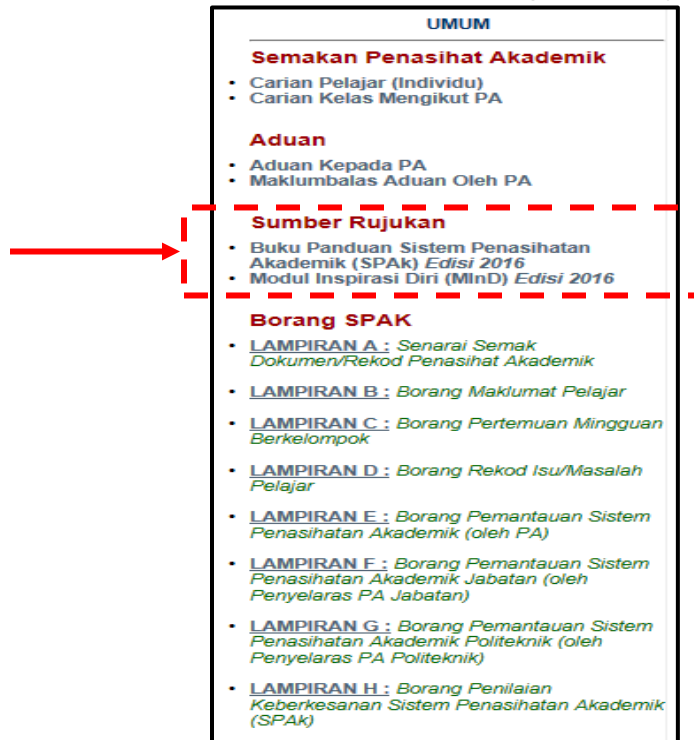 UMUM
Semakan Penasihat Akademik
• Carian Pelajar (Individu)
• Carian Kelas Mengikut PA
Aduan
• Aduan Kepada PA
• Maklumbalas Aduan Oleh PA
Sumber Rujukan
• Buku Panduan Sistem Penasihatan
Akademik (SPAk) Edisi 2016
• Modul Inspirasi Diri (MInD) Edisi 2016
Borang SPAK
• LAMPIRAN A : Senarai Semak
Dokumen/Rekod Penasihat Akademik
• LAMPIRAN B : Borang Maklumat Pelajar
• LAMPIRAN C : Borang Pertemuan Mingguan
Berkelompok
• LAMPIRAN D : Borang Rekod Isu/Masalah
Pelajar
• LAMPIRAN E : Borang Pemantauan Sistem
Penasihatan Akademik (oleh PA)
• LAMPIRAN F : Borang Pemantauan Sistem
Penasihatan Akademik Jabatan (oleh
Penyelaras PA Jabatan)
• LAMPIRAN G : Borang Pemantauan Sistem
Penasihatan Akademik Politeknik (oleh
Penyelaras PA Politeknik)
• LAMPIRAN H : Borang Penilaian
Keberkesanan Sistem Penasihatan Akademik
(SPAk)